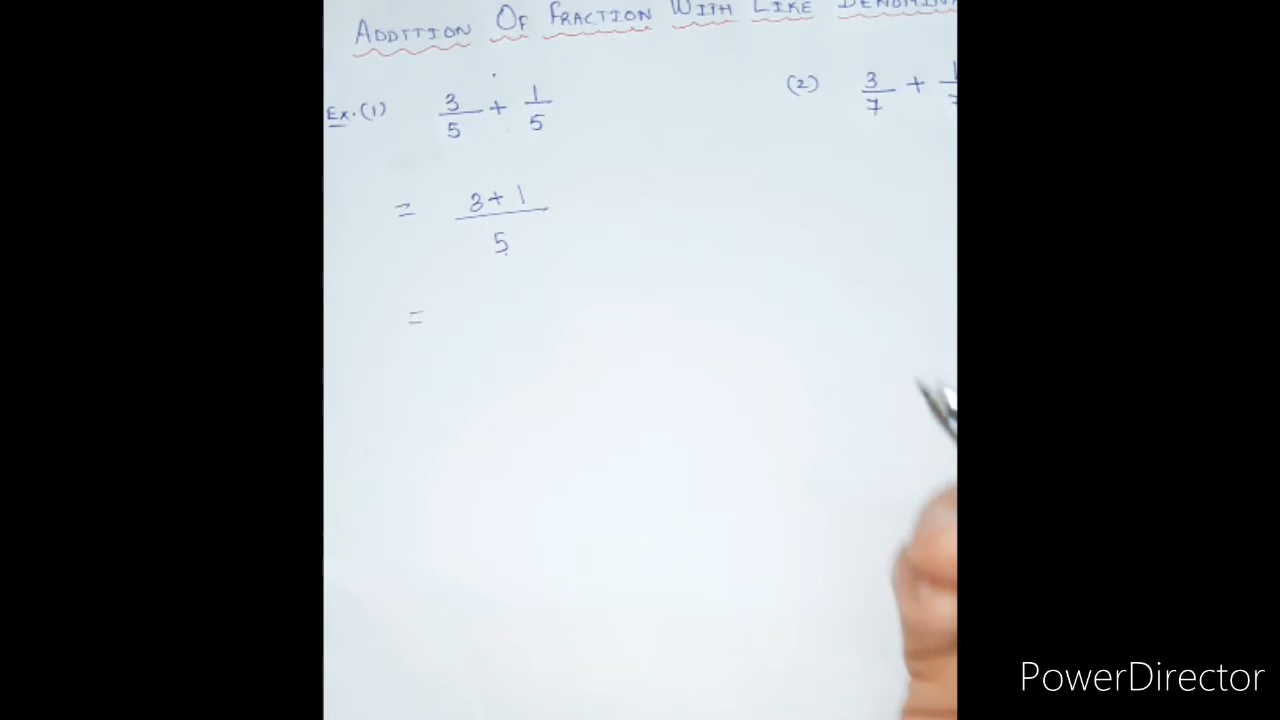 ADDITION OF FRACTION WITH LIKE
Ex. (1) 3/5 + 1/5
= 3+1/5
=
(2) 3/7 +
PowerDirector